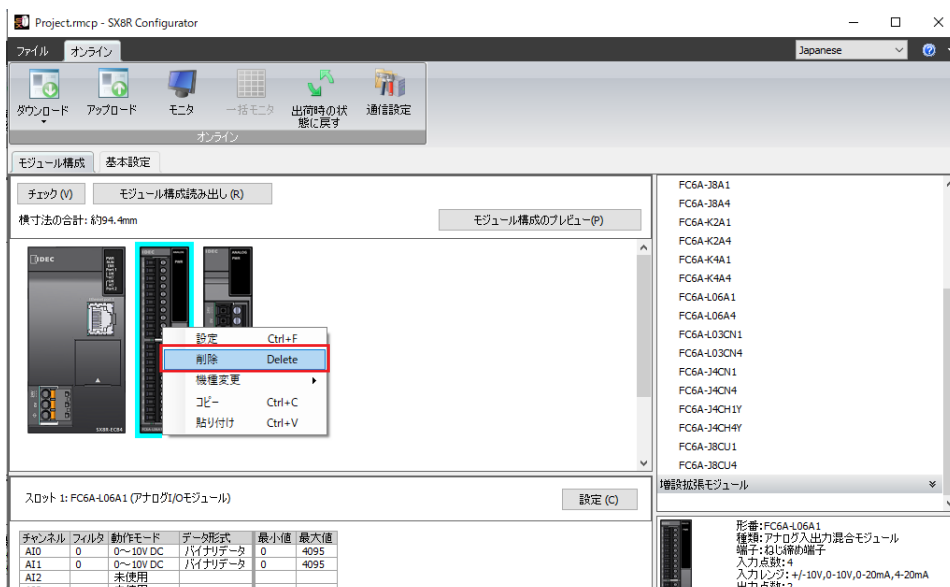 Project.rmcp - SX8R Configurator
ファイル オンライン Japanese
ダウンロード アップロード モニタ 一括モニタ 出荷時の状態に戻す 通信設定
オンライン
モジュール構成 基本設定
チェック (V) モジュール構成読み出し (R)
横寸法の合計: 約94.4mm モジュール構成のプレビュー(P)
IDEC
SX8R-ECB4
設定 Ctrl+F
削除 Delete
機種変更
コピー Ctrl+C
貼り付け Ctrl+V
FC6A-J8A1
FC6A-J8A4
FC6A-K2A1
FC6A-K2A4
FC6A-K4A1
FC6A-K4A4
FC6A-L06A1
FC6A-L06A4
FC6A-L03CN1
FC6A-L03CN4
FC6A-J4CN1
FC6A-J4CN4
FC6A-J4CH1Y
FC6A-J4CH4Y
FC6A-J8CU1
FC6A-J8CU4
増設拡張モジュール
スロット 1: FC6A-L06A1 (アナログI/Oモジュール) 設定 (C)
チャンネル フィルタ 動作モード データ形式 最小値 最大値
AI0 0 0～10V DC バイナリデータ 0 4095
AI1 0 0～10V DC バイナリデータ 0 4095
AI2 未使用
形番:FC6A-L06A1
種類:アナログ入出力混合モジュール
端子:ねじ締め端子
入力点数:4
入力レンジ:+/-10V,0-10V,0-20mA,4-20mA
出力点数:2